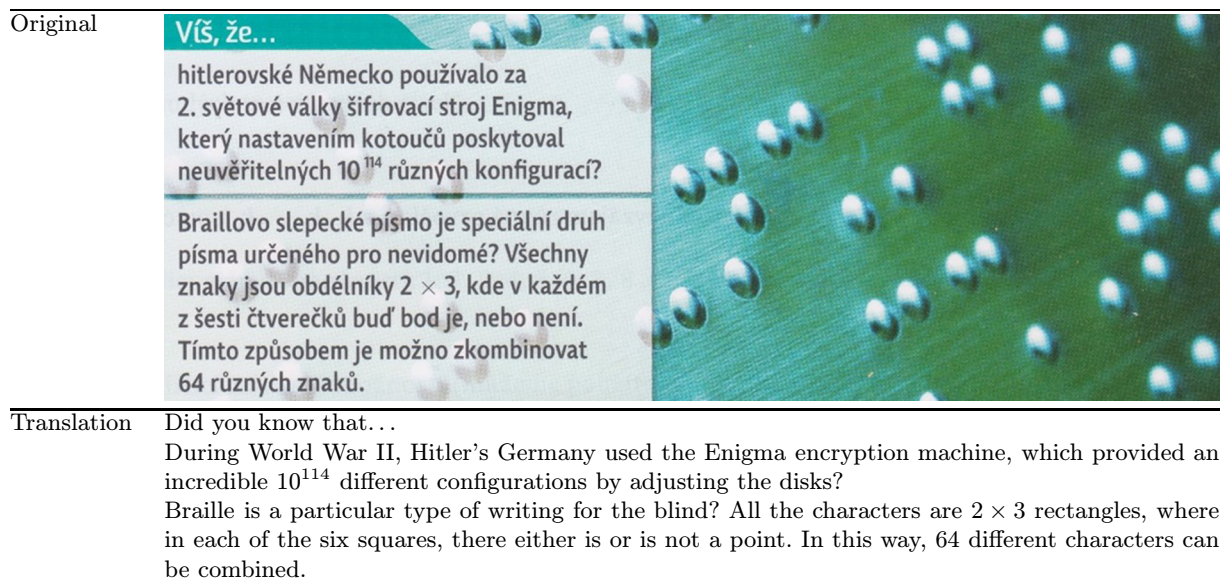 Original
Víš, že...
hitlerovské Německo používalo za
2. světové války šifrovací stroj Enigma,
který nastavením kotoučů poskytoval
neuvěřitelných 10¹¹⁴ různých konfigurací?
Braillovo slepecké písmo je speciální druh
písma určeného pro nevidomé? Všechny
znaky jsou obdélníky 2 × 3, kde v každém
z šesti čtverečků buď bod je, nebo není.
Tímto způsobem je možno zkombinovat
64 různých znaků.
Translation
Did you know that...
During World War II, Hitler's Germany used the Enigma encryption machine, which provided an
incredible 10¹¹⁴ different configurations by adjusting the disks?
Braille is a particular type of writing for the blind? All the characters are 2 × 3 rectangles, where
in each of the six squares, there either is or is not a point. In this way, 64 different characters can
be combined.